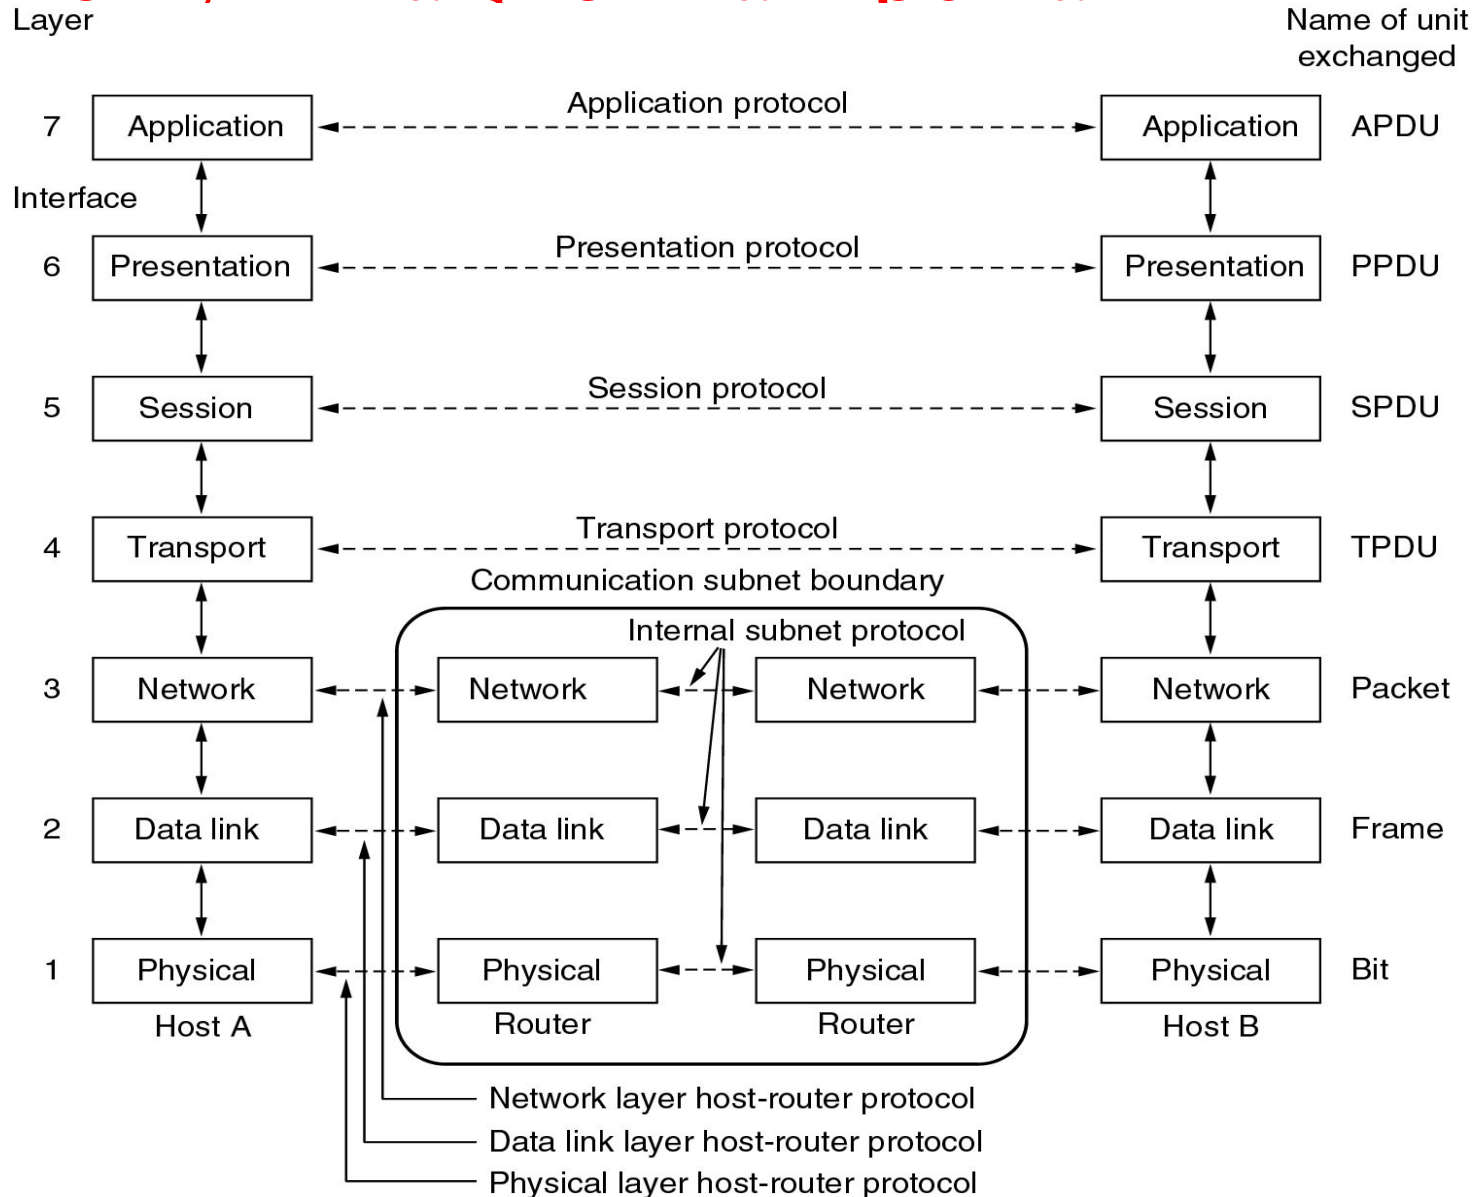 Layer
Name of unit
exchanged
Application protocol
7 Application Application APDU
Interface
Presentation protocol
6 Presentation Presentation PPDU
Session protocol
5 Session Session SPDU
Transport protocol
4 Transport Transport TPDU
Communication subnet boundary
Internal subnet protocol
3 Network Network Network Network Packet
2 Data link Data link Data link Data link Frame
1 Physical Physical Physical Physical Bit
Host A Router Router Host B
Network layer host-router protocol
Data link layer host-router protocol
Physical layer host-router protocol